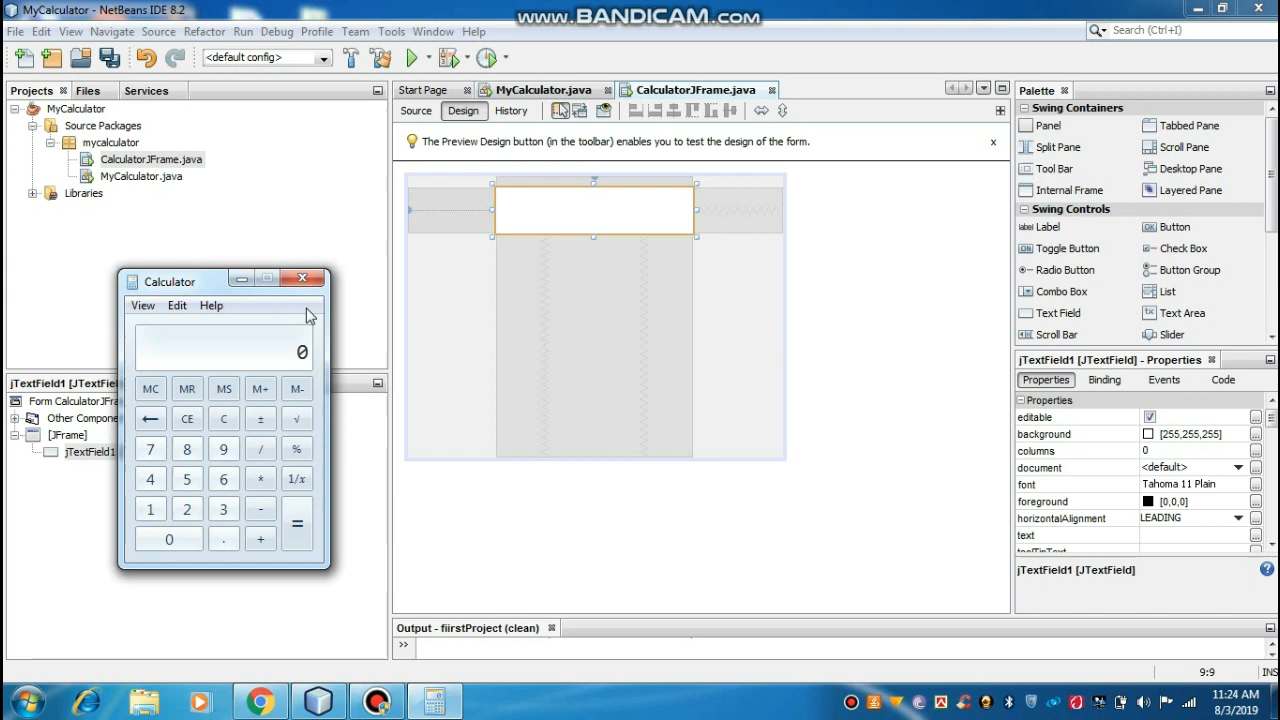 MyCalculator - NetBeans IDE 8.2
www.BANDICAM.com
File Edit View Navigate Source Refactor Run Debug Profile Team Tools Window Help
Search (Ctrl+I)
<default config>
Projects Files Services
MyCalculator
Source Packages
mycalculator
CalculatorJFrame.java
MyCalculator.java
Libraries
Start Page MyCalculator.java CalculatorJFrame.java
Source Design History
The Preview Design button (in the toolbar) enables you to test the design of the form. x
Palette
Swing Containers
Panel Tabbed Pane
Split Pane Scroll Pane
Tool Bar Desktop Pane
Internal Frame Layered Pane
Swing Controls
label Label Button
Toggle Button Check Box
Radio Button Button Group
Combo Box List
Text Field Text Area
Scroll Bar Slider
Calculator
View Edit Help
0
MC MR MS M+ M-
← CE C ± √
7 8 9 / %
4 5 6 * 1/x
1 2 3 - =
0 . +
jTextField1 [JTextField]
Form CalculatorJFra
Other Compone
[JFrame]
jTextField1
jTextField1 [JTextField] - Properties
Properties Binding Events Code
Properties
editable
background [255,255,255]
columns 0
document <default>
font Tahoma 11 Plain
foreground [0,0,0]
horizontalAlignment LEADING
text
toolTipText
jTextField1 [JTextField]
Output - fiirstProject (clean)
>>
9:9 INS
11:24 AM
8/3/2019